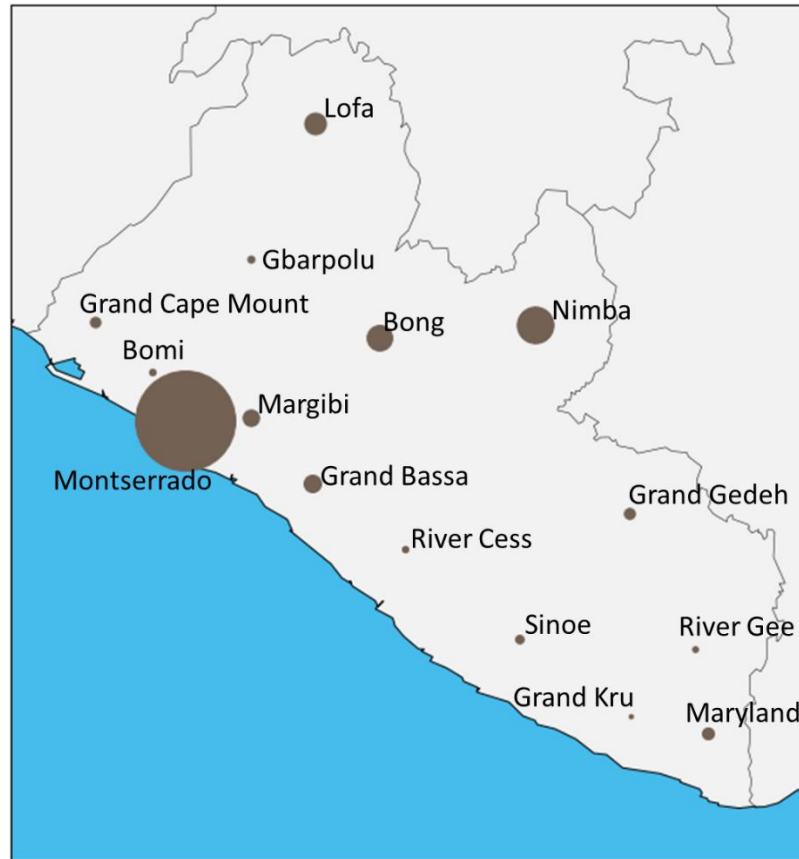 Lofa
Gbarpolu
Grand Cape Mount
Nimba
Bong
Bomi
Margibi
Montserrado
Grand Bassa
Grand Gedeh
River Cess
Sinoe
River Gee
Grand Kru
Maryland